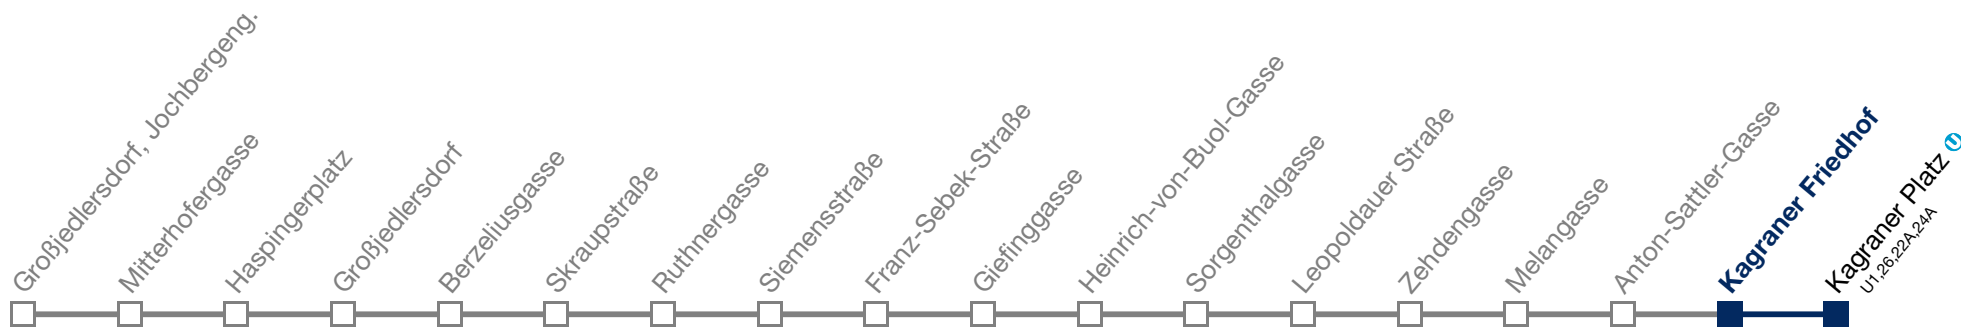 Großjedlersdorf, Jochbergeng.
Mitterhofergasse
Haspingerplatz
Großjedlersdorf
Berzeliusgasse
Skraupstraße
Ruthnergasse
Siemensstraße
Franz-Sebek-Straße
Giefinggasse
Heinrich-von-Buol-Gasse
Sorgenthalgasse
Leopoldauer Straße
Zehdengasse
Melangasse
Anton-Sattler-Gasse
Kagraner Friedhof
Kagraner Platz U
U1,26,22A,24A